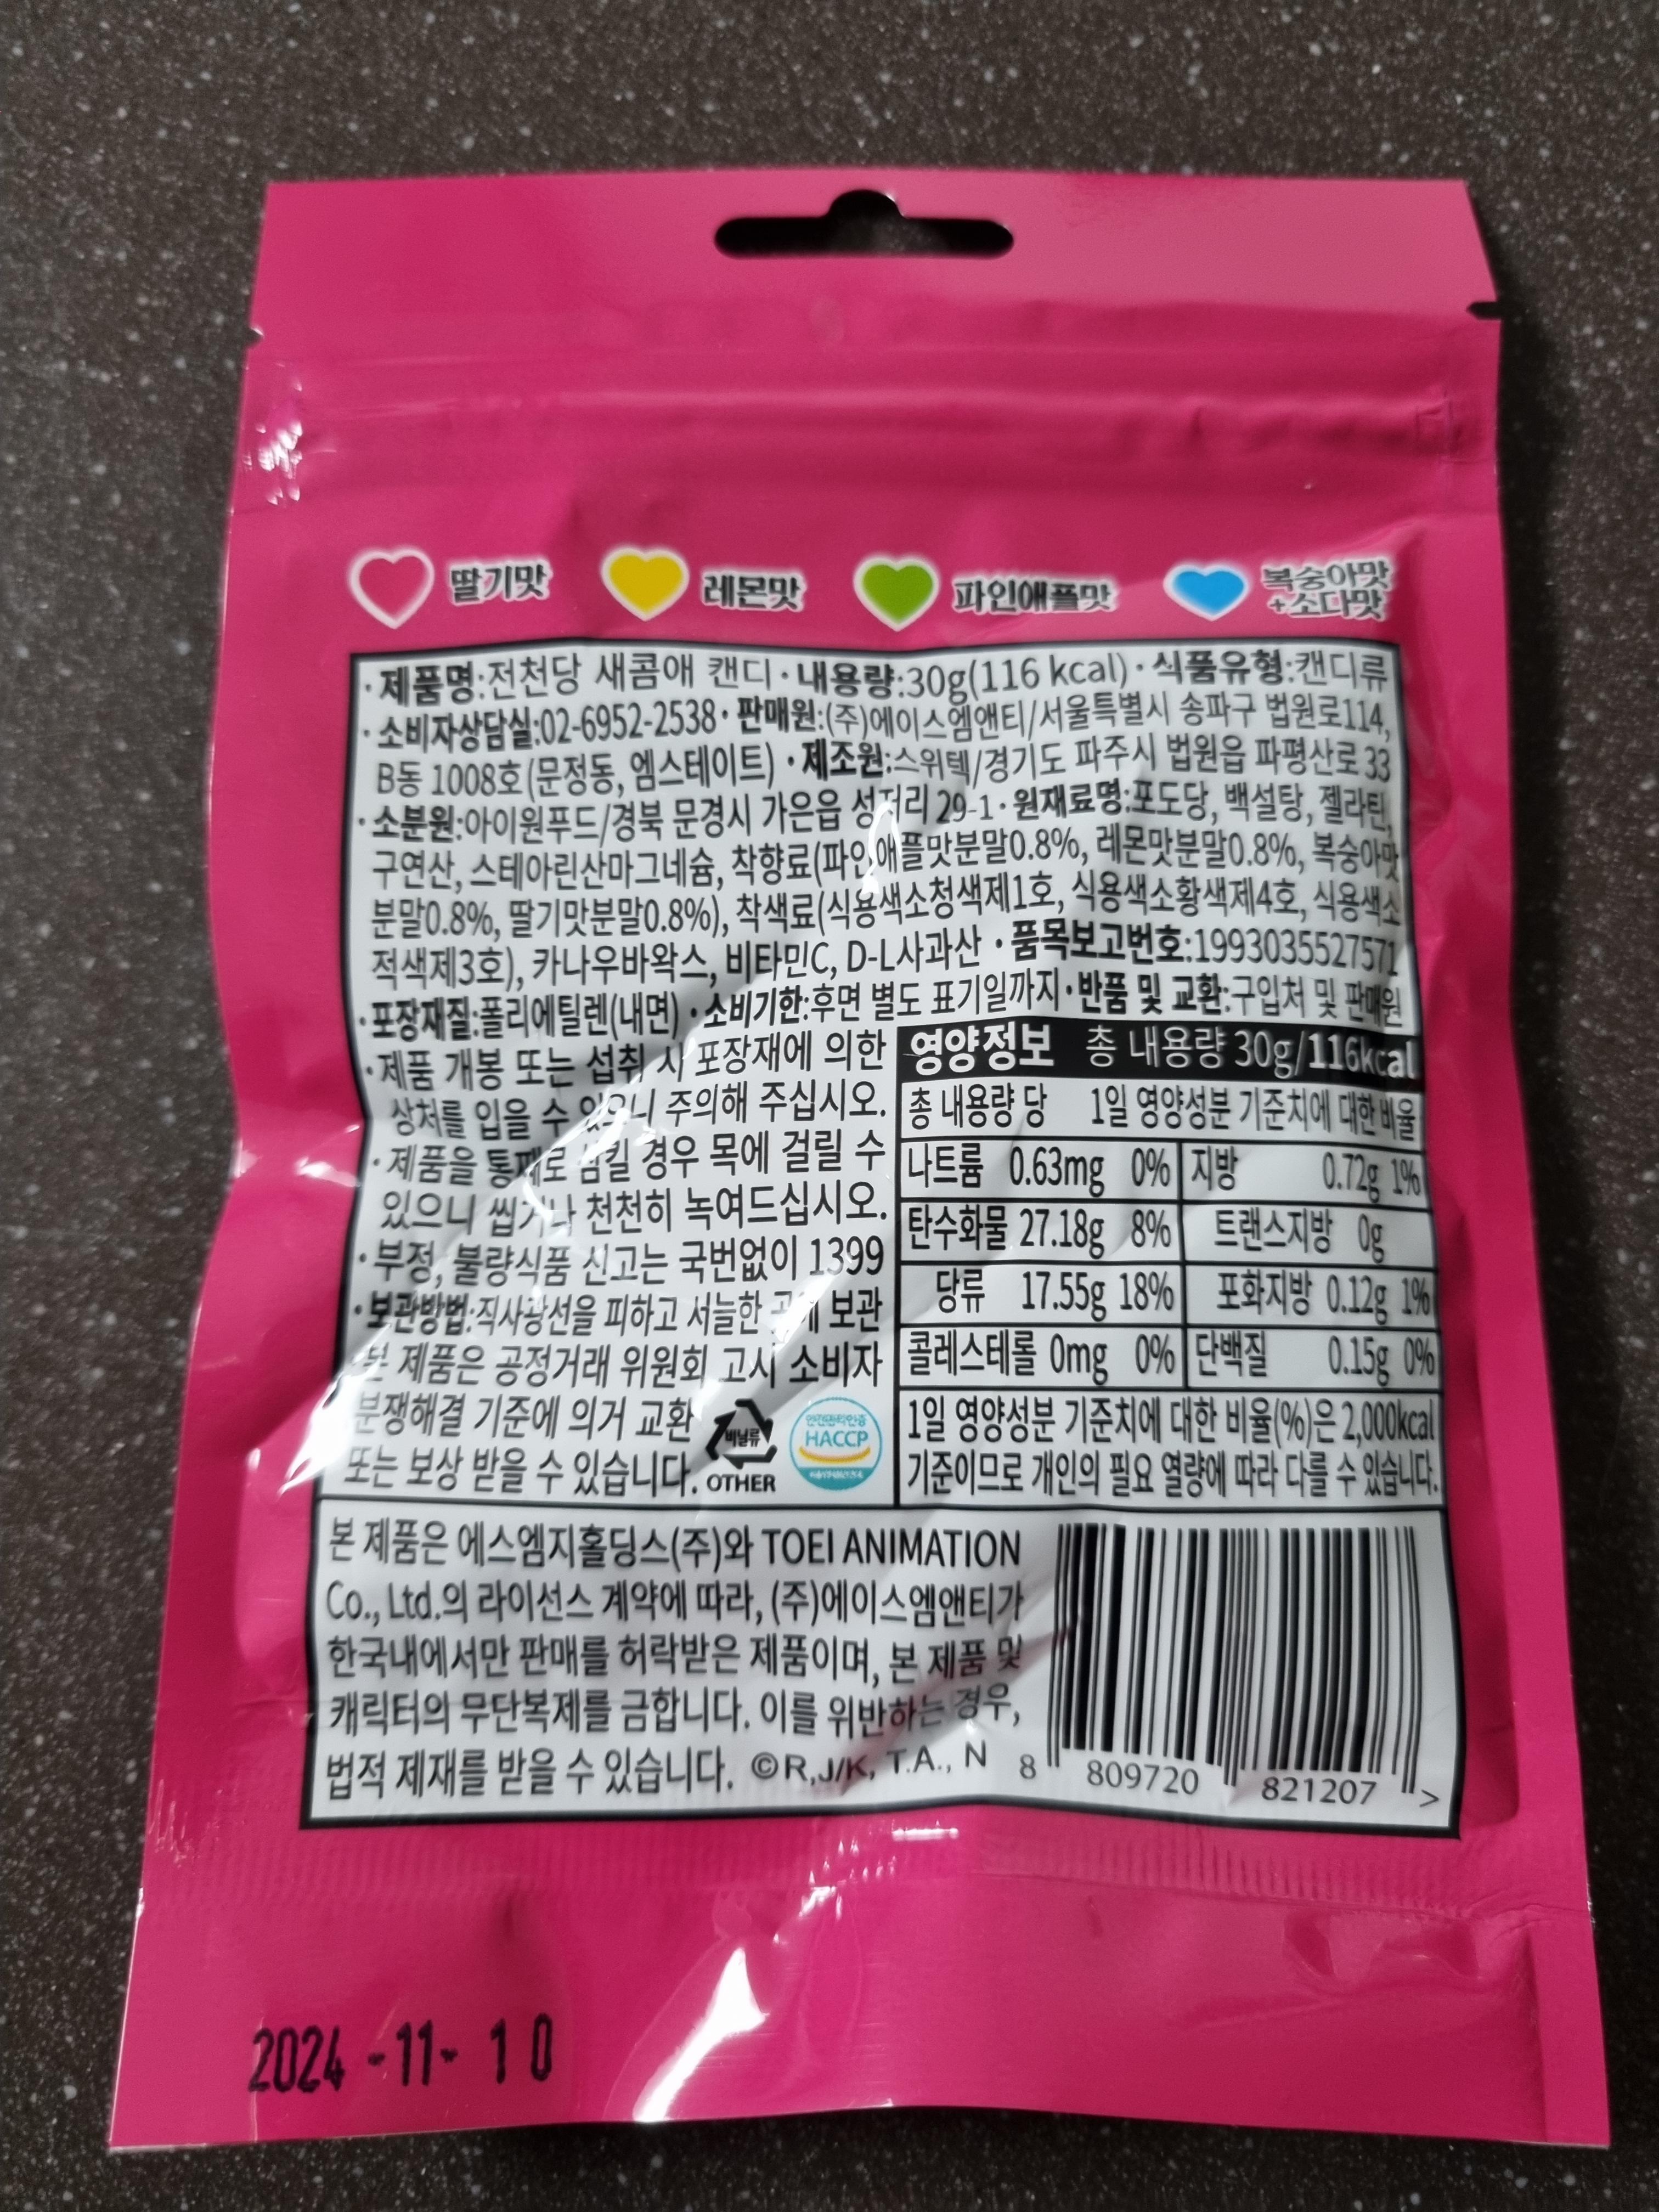 딸기맛
레몬맛
파인애플맛
복숭아맛
+소다맛
·제품명:전천당 새콤애 캔디·내용량:30g(116 kcal)·식품유형:캔디류
·소비자상담실:02-6952-2538·판매원:(주)에이스엠앤티/서울특별시 송파구 법원로114,
B동 1008호(문정동, 엠스테이트)·제조원:스위텍/경기도 파주시 법원읍 파평산로 33
·소분원:아이원푸드/경북 문경시 가은읍 성저리 29-1·원재료명:포도당, 백설탕, 젤라틴,
구연산, 스테아린산마그네슘, 착향료(파인애플맛분말0.8%, 레몬맛분말0.8%, 복숭아맛
분말0.8%, 딸기맛분말0.8%), 착색료(식용색소청색제1호, 식용색소황색제4호, 식용색소
적색제3호), 카나우바왁스, 비타민C, D-L사과산·품목보고번호:1993035527571
·포장재질:폴리에틸렌(내면)·소비기한:후면 별도 표기일까지·반품 및 교환:구입처 및 판매원
·제품 개봉 또는 섭취 시 포장재에 의한
상처를 입을 수 있으니 주의해 주십시오.
·제품을 통째로 삼킬 경우 목에 걸릴 수
있으니 씹거나 천천히 녹여드십시오.
·부정, 불량식품 신고는 국번없이 1399
·보관방법:직사광선을 피하고 서늘한 곳에 보관
·본 제품은 공정거래 위원회 고시 소비자
분쟁해결 기준에 의거 교환
또는 보상 받을 수 있습니다.
비닐류
OTHER
안전관리인증
HACCP
영양정보 총 내용량 30g/116kcal
총 내용량 당 1일 영양성분 기준치에 대한 비율
나트륨 0.63mg 0% 지방 0.72g 1%
탄수화물 27.18g 8% 트랜스지방 0g
당류 17.55g 18% 포화지방 0.12g 1%
콜레스테롤 0mg 0% 단백질 0.15g 0%
1일 영양성분 기준치에 대한 비율(%)은 2,000kcal
기준이므로 개인의 필요 열량에 따라 다를 수 있습니다.
본 제품은 에스엠지홀딩스(주)와 TOEI ANIMATION
Co., Ltd.의 라이선스 계약에 따라, (주)에이스엠앤티가
한국내에서만 판매를 허락받은 제품이며, 본 제품 및
캐릭터의 무단복제를 금합니다. 이를 위반하는 경우,
법적 제재를 받을 수 있습니다. ©R,J/K, T.A., N
8 809720 821207 >
2024-11-10